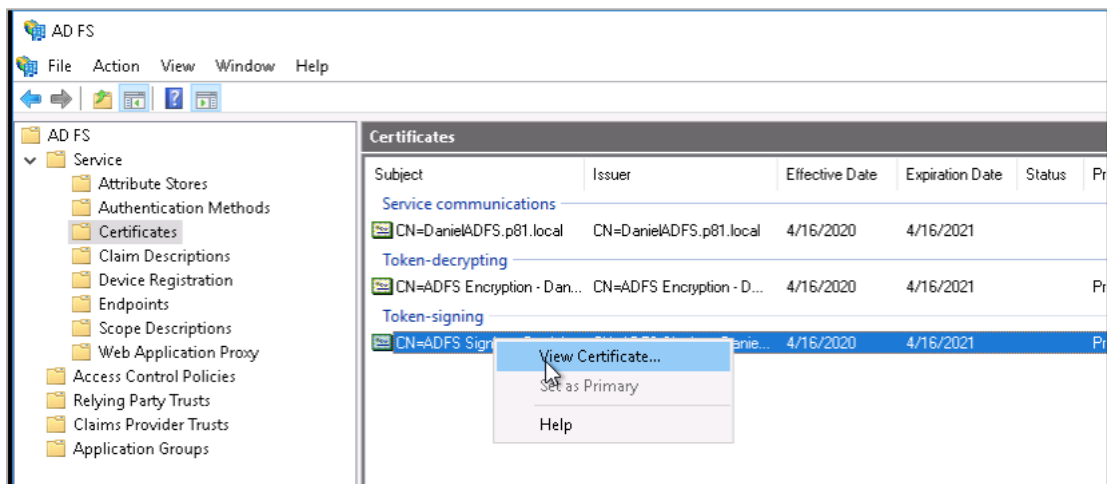 AD FS
File Action View Window Help
AD FS
Service
Attribute Stores
Authentication Methods
Certificates
Claim Descriptions
Device Registration
Endpoints
Scope Descriptions
Web Application Proxy
Access Control Policies
Relying Party Trusts
Claims Provider Trusts
Application Groups
Certificates
Subject Issuer Effective Date Expiration Date Status Pr
Service communications
CN=DanielADFS.p81.local CN=DanielADFS.p81.local 4/16/2020 4/16/2021
Token-decrypting
CN=ADFS Encryption - Dan... CN=ADFS Encryption - D... 4/16/2020 4/16/2021 Pr
Token-signing
CN=ADFS Sign Danie... 4/16/2020 4/16/2021 Pr
View Certificate...
Set as Primary
Help